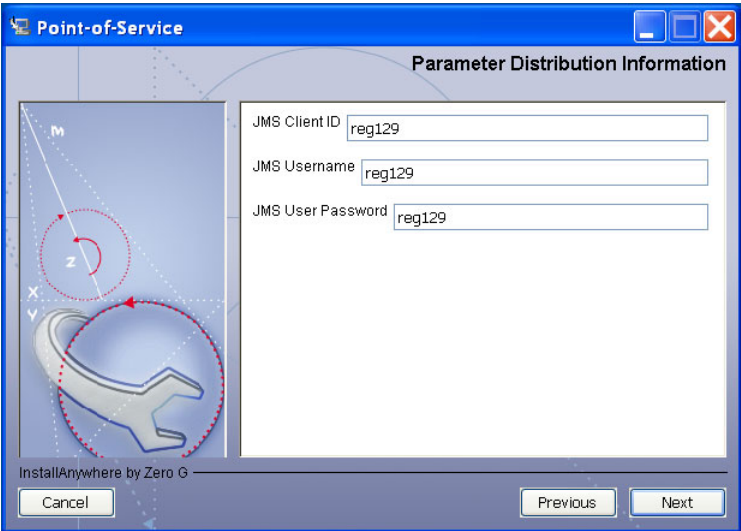 Point-of-Service
Parameter Distribution Information
JMS Client ID reg129
JMS Username reg129
JMS User Password reg129
M
Z
X
Y
InstallAnywhere by Zero G
Cancel Previous Next